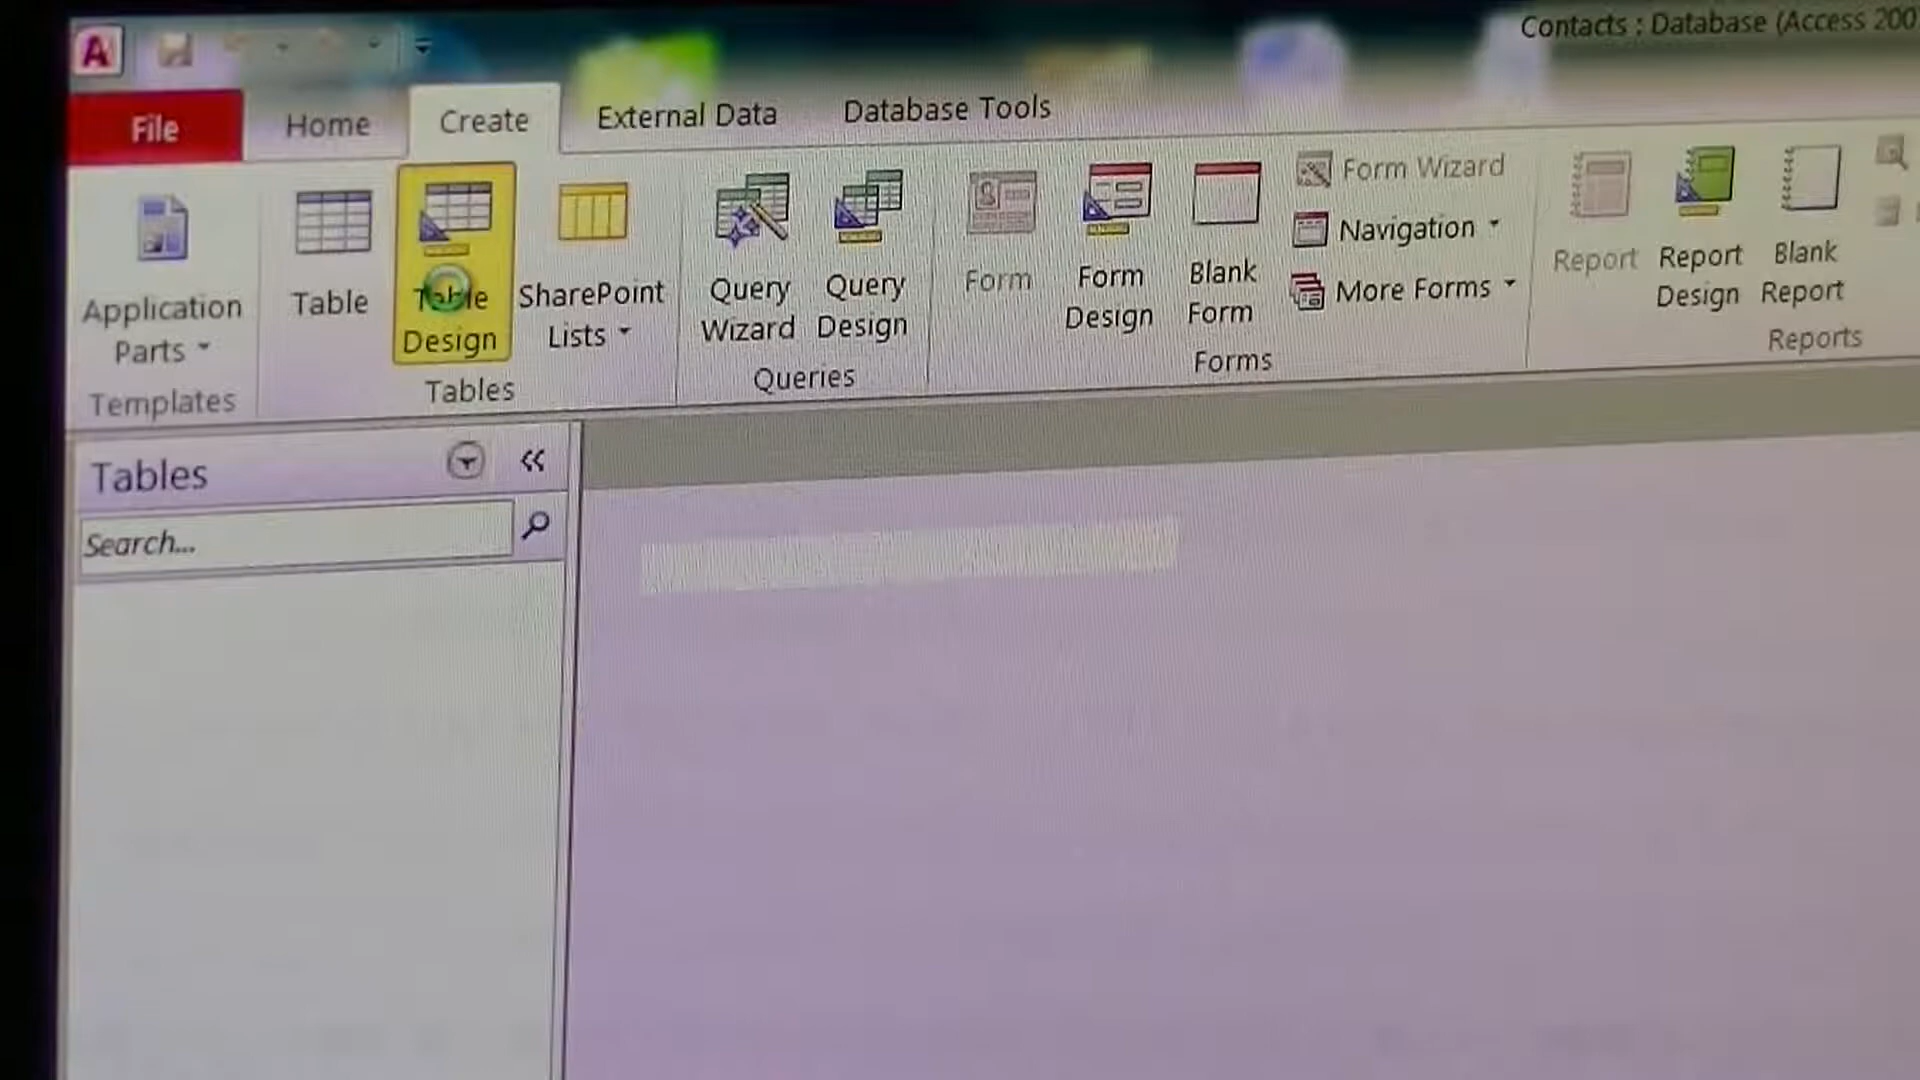 A
Contacts : Database (Access 200
File
Home
Create
External Data
Database Tools
Application
Parts
Templates
Table
Table
Design
SharePoint
Lists
Tables
Query
Wizard
Query
Design
Queries
Form
Form
Design
Blank
Form
Form Wizard
Navigation
More Forms
Forms
Report
Report
Design
Blank
Report
Reports
Tables
Search...